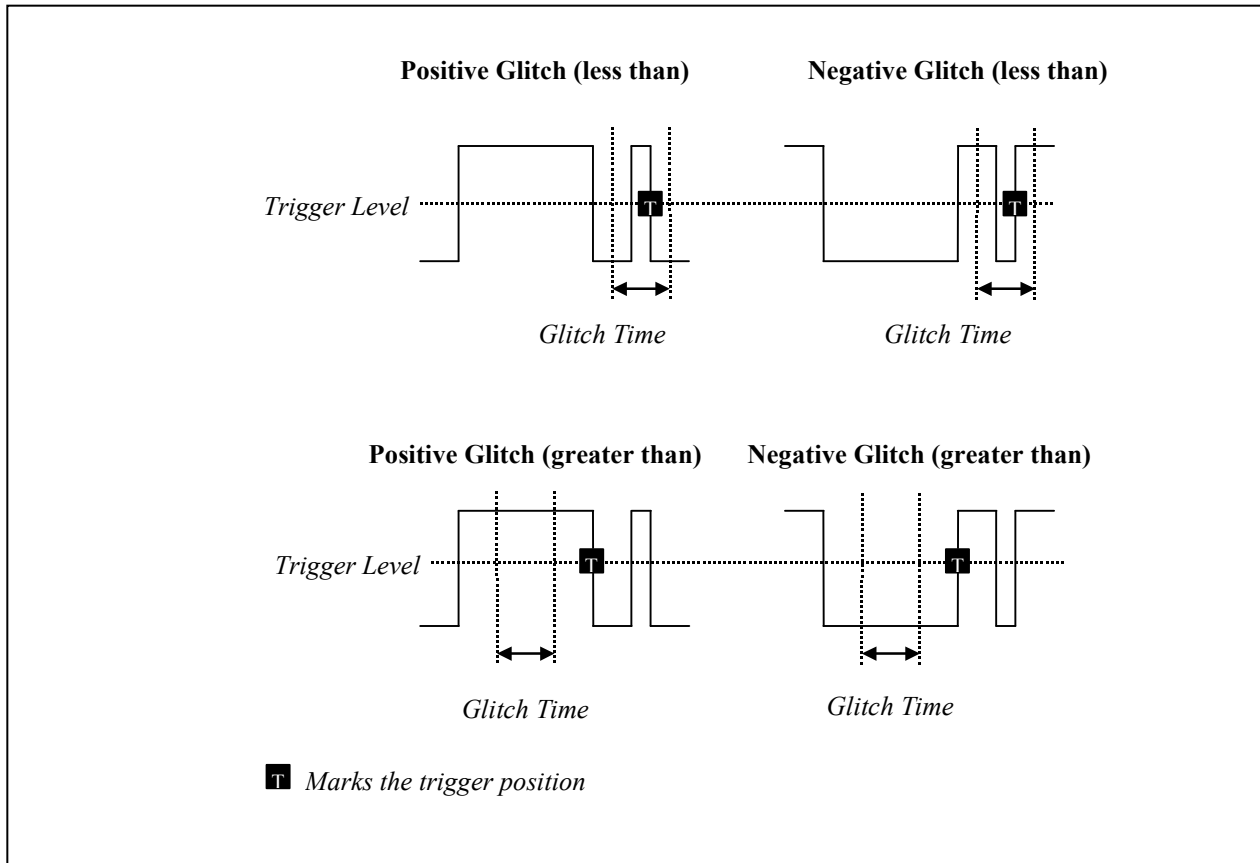 Positive Glitch (less than)
Negative Glitch (less than)
Trigger Level
T
T
Glitch Time
Glitch Time
Positive Glitch (greater than)
Negative Glitch (greater than)
Trigger Level
T
T
Glitch Time
Glitch Time
T Marks the trigger position